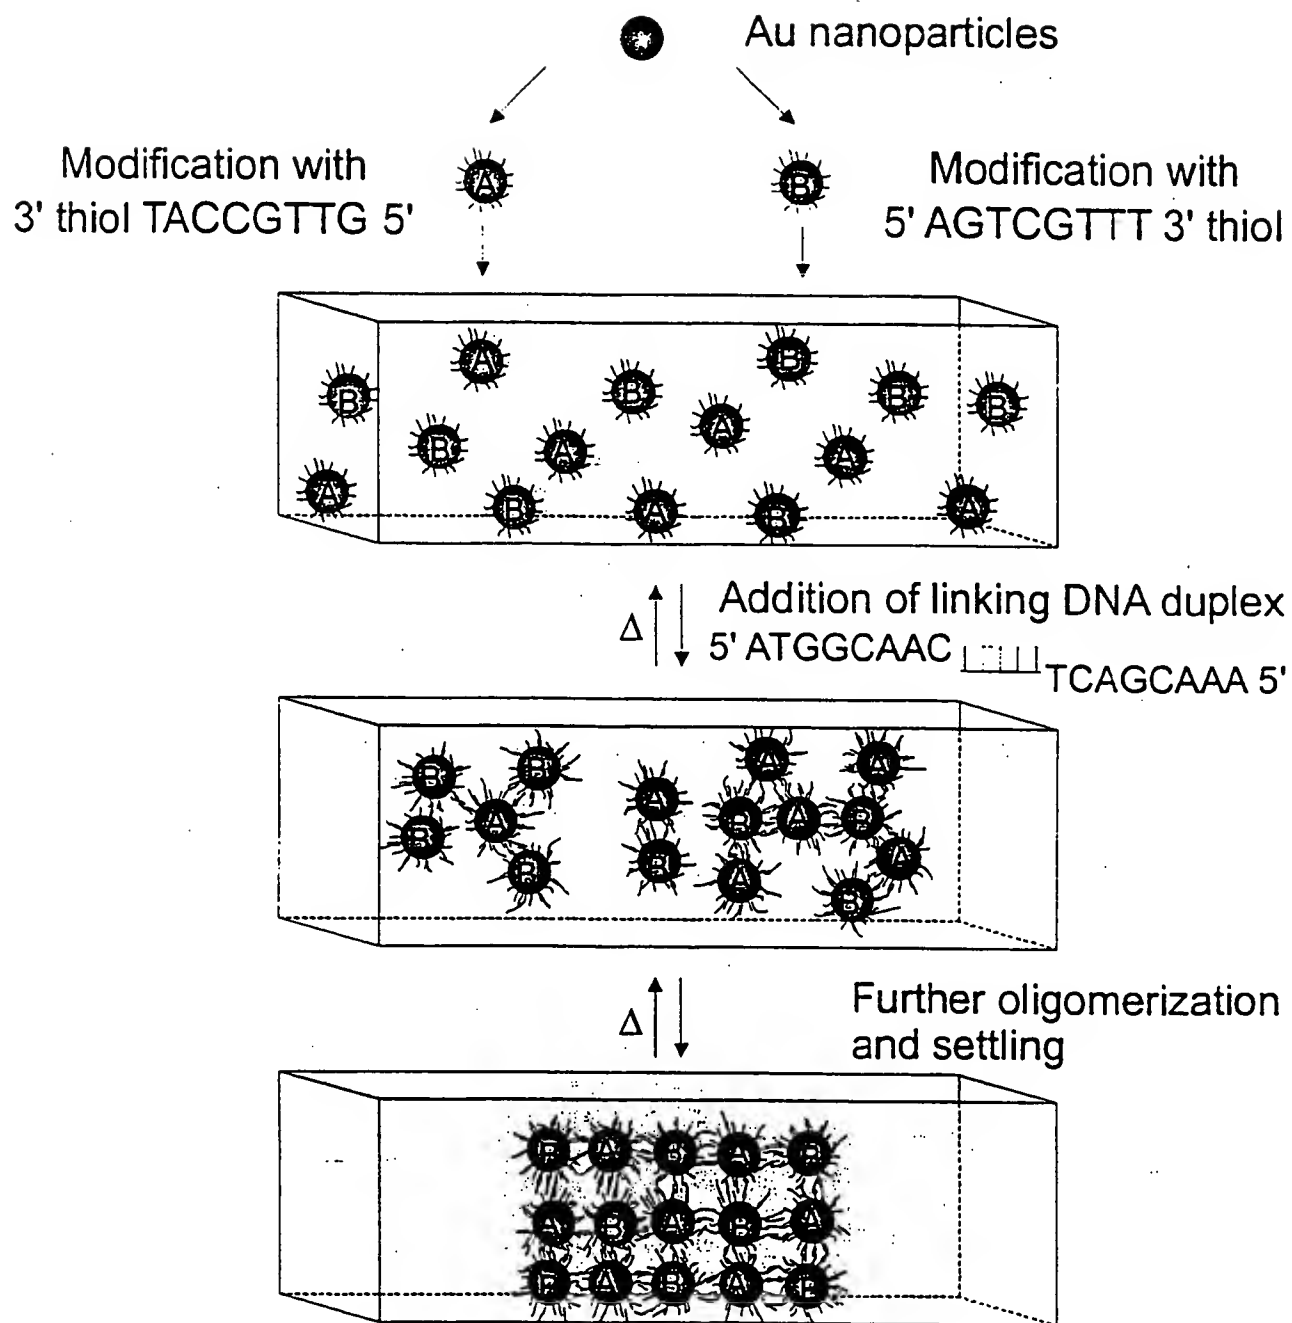 Au nanoparticles
Modification with
3' thiol TACCGTTG 5'
A
B
Modification with
5' AGTCGTTT 3' thiol
A
B
B
B
B
B
A
B
A
A
A
B
A
B
A
Δ
Addition of linking DNA duplex
5' ATGGCAAC
TCAGCAAA 5'
B
B
A
A
A
B
A
B
A
B
B
B
A
A
B
Δ
Further oligomerization
and settling
B A B A B
A B A B A
B A B A B